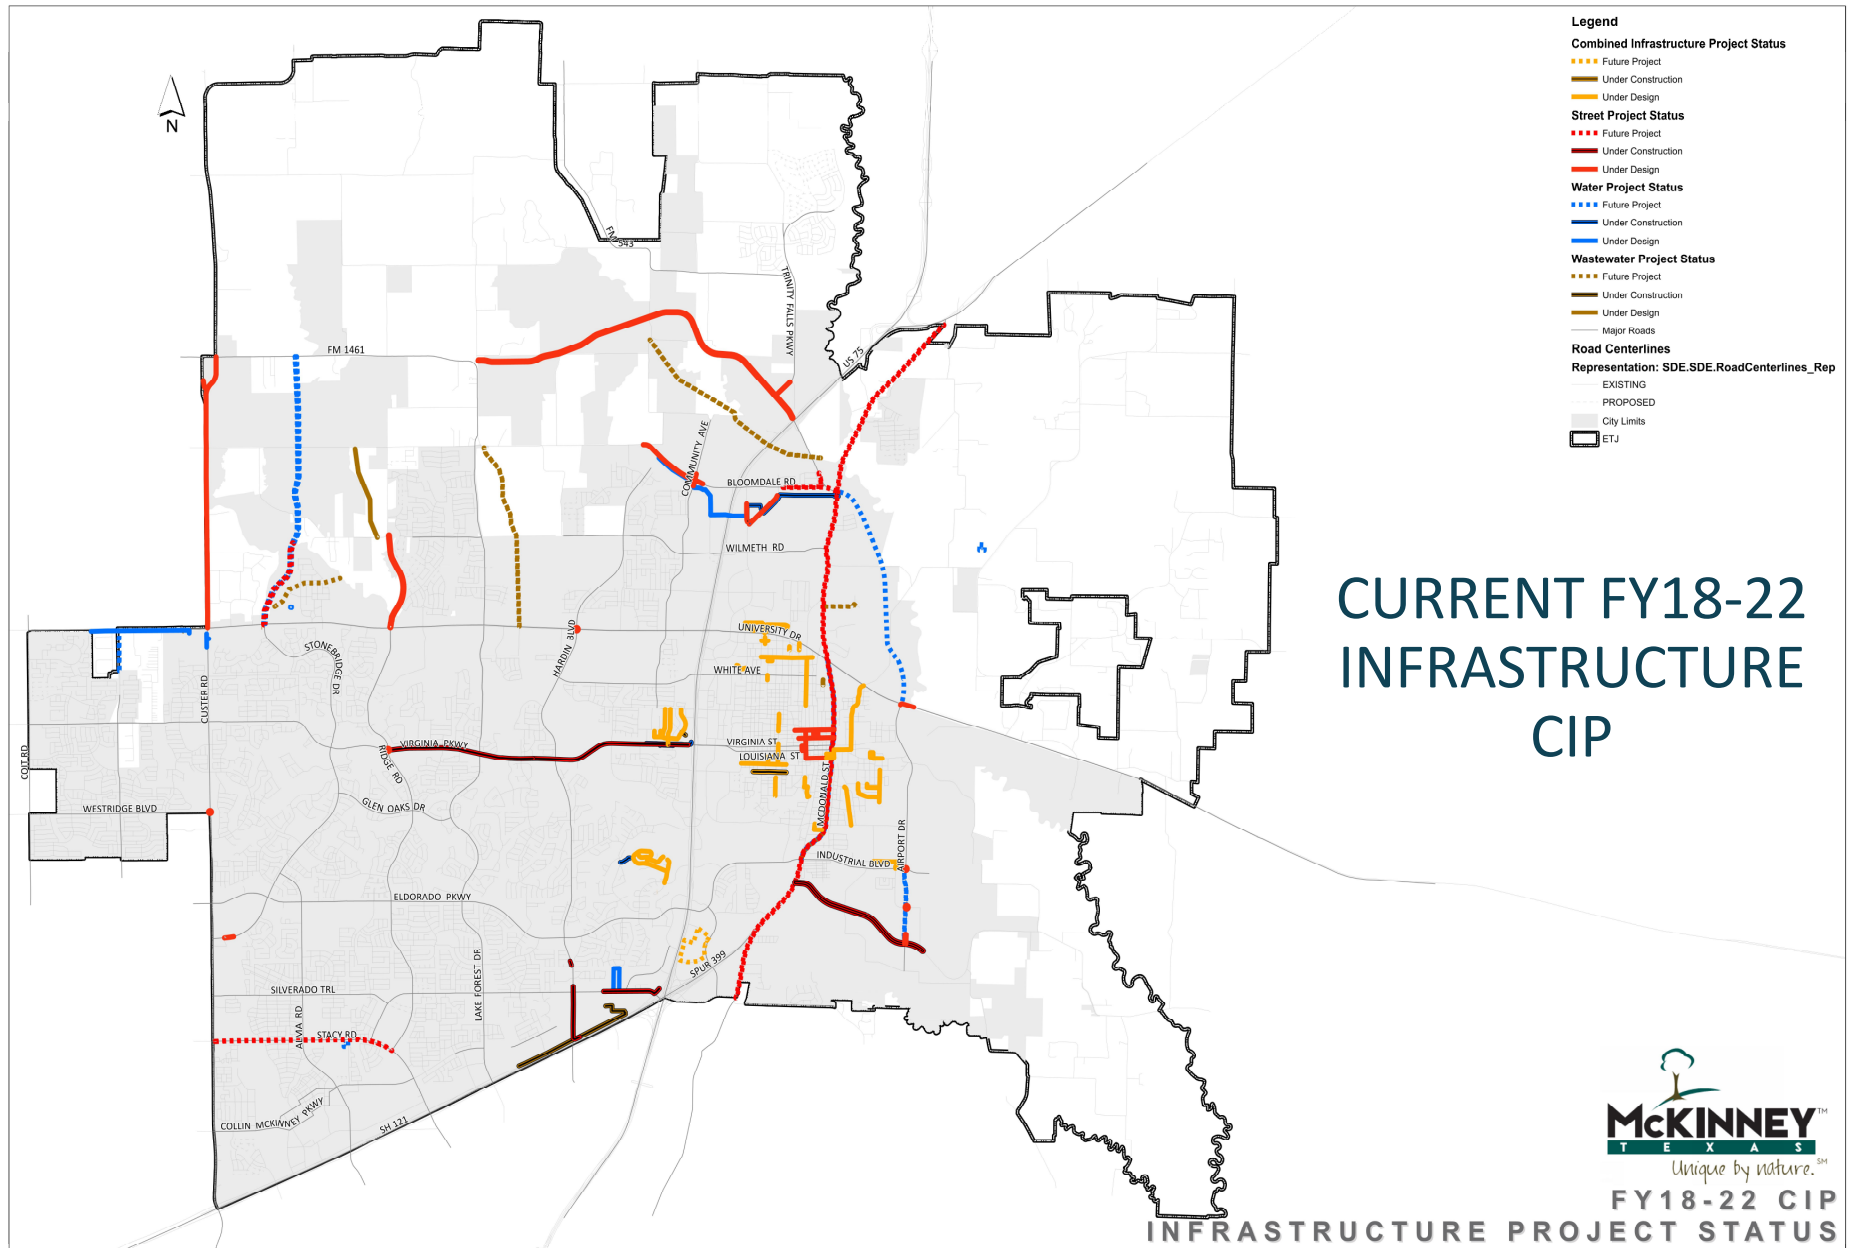 Legend
Combined Infrastructure Project Status
Future Project
Under Construction
Under Design
Street Project Status
Future Project
Under Construction
Under Design
Water Project Status
Future Project
Under Construction
Under Design
Wastewater Project Status
Future Project
Under Construction
Under Design
Major Roads
Road Centerlines
Representation: SDE.SDE.RoadCenterlines_Rep
EXISTING
PROPOSED
City Limits
ETJ
N
FM 543
TRINITY FALLS PKWY
FM 1461
US 75
COMMUNITY AVE
BLOOMDALE RD
WILMETH RD
UNIVERSITY DR
HARDIN BLVD
STONEBRIDGE DR
WHITE AVE
CUSTER RD
COIT RD
VIRGINIA PKWY
RIDGE RD
VIRGINIA ST
LOUISIANA ST
MCDONALD ST
WESTRIDGE BLVD
GLEN OAKS DR
INDUSTRIAL BLVD
AIRPORT DR
ELDORADO PKWY
LAKE FOREST DR
SPUR 399
SILVERADO TRL
ALMA RD
STACY RD
COLLIN MCKINNEY PKWY
SH 121
CURRENT FY18-22
INFRASTRUCTURE
CIP
McKINNEY™
TEXAS
Unique by nature.℠
FY18-22 CIP
INFRASTRUCTURE PROJECT STATUS